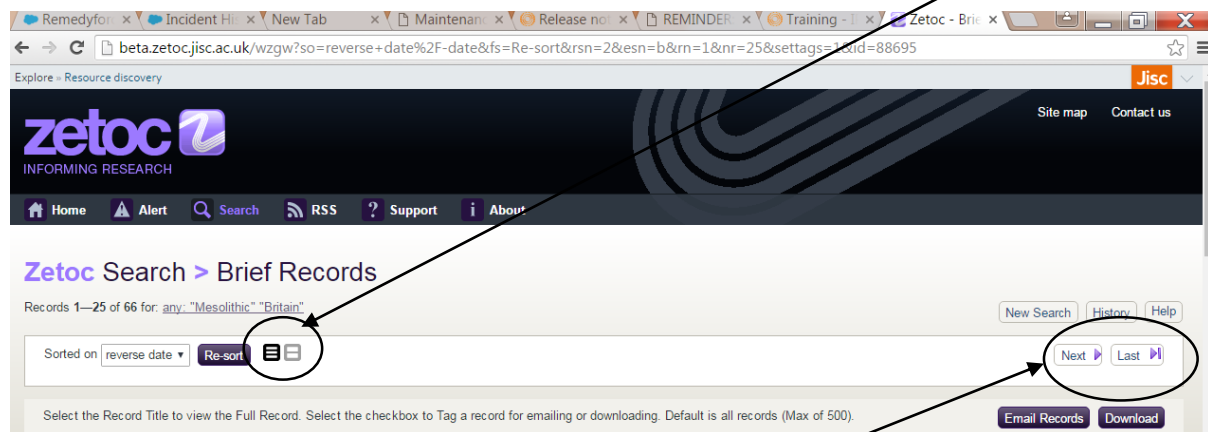 Remedyfor Incident His New Tab Maintenanc Release not REMINDER: Training - Zetoc - Brie
beta.zetoc.jisc.ac.uk/wzgw?so=reverse+date%2F-date&fs=Re-sort&rsn=2&esn=b&rn=1&nr=25&settags=1&id=88695
Explore » Resource discovery
Jisc
zetoc
INFORMING RESEARCH
Site map Contact us
Home Alert Search RSS ? Support i About
Zetoc Search > Brief Records
Records 1—25 of 66 for: any: "Mesolithic" "Britain"
New Search History Help
Sorted on reverse date Re-sort
Next Last
Select the Record Title to view the Full Record. Select the checkbox to Tag a record for emailing or downloading. Default is all records (Max of 500).
Email Records Download